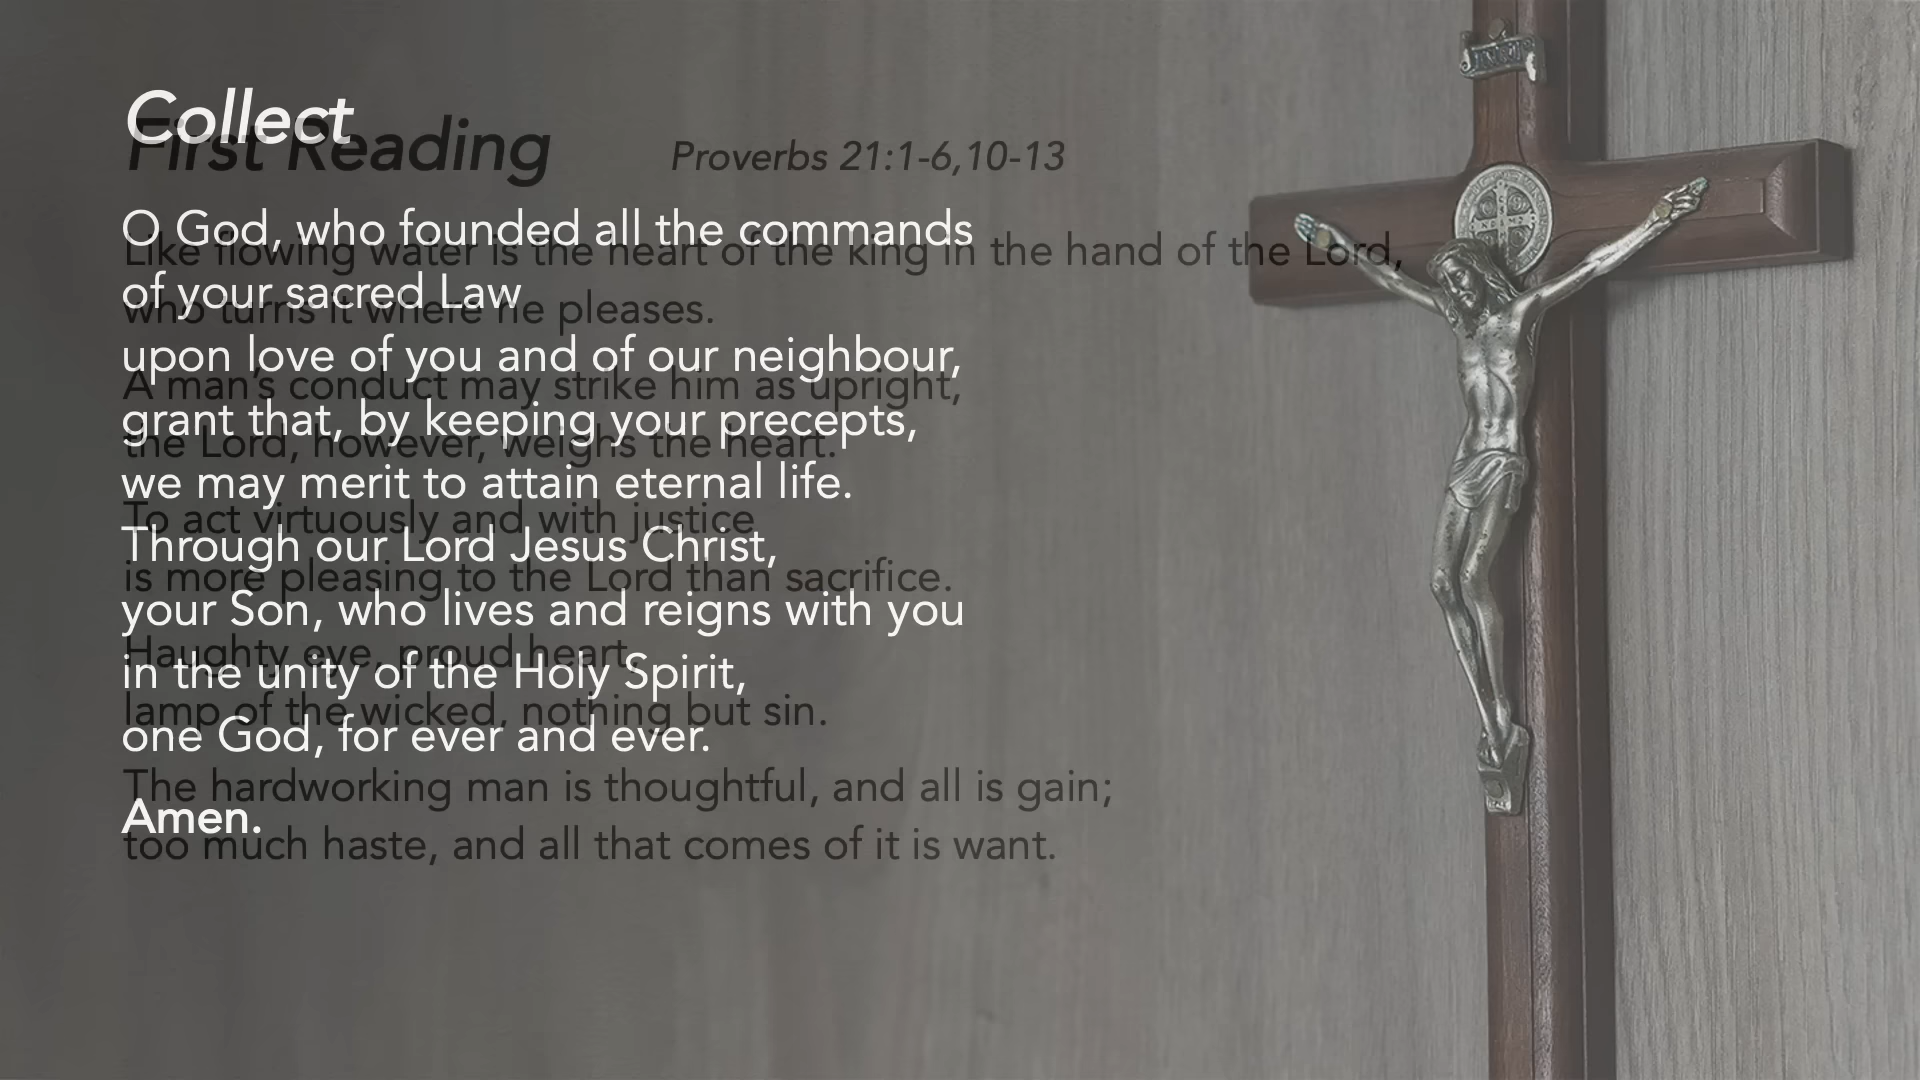 Collect
O God, who founded all the commands
of your sacred Law
upon love of you and of our neighbour,
grant that, by keeping your precepts,
we may merit to attain eternal life.
Through our Lord Jesus Christ,
your Son, who lives and reigns with you
in the unity of the Holy Spirit,
one God, for ever and ever.
Amen.
First Reading Proverbs 21:1-6,10-13
Like flowing water is the heart of the king in the hand of the Lord,
who turns it where he pleases.
A man's conduct may strike him as upright,
the Lord, however, weighs the heart.
To act virtuously and with justice
is more pleasing to the Lord than sacrifice.
Haughty eye, proud heart,
lamp of the wicked, nothing but sin.
The hardworking man is thoughtful, and all is gain;
too much haste, and all that comes of it is want.